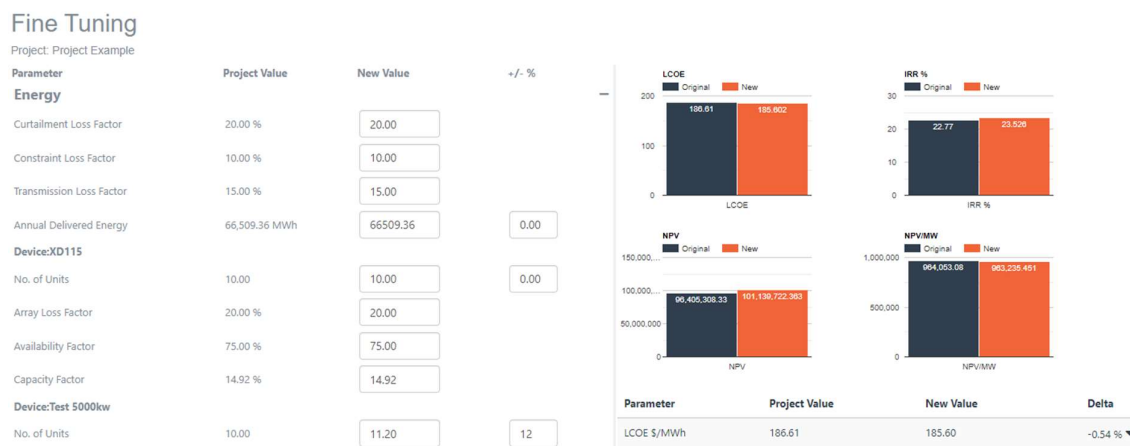 Fine Tuning
Project: Project Example
Parameter Project Value New Value +/- %
Energy
Curtailment Loss Factor 20.00 % 20.00
Constraint Loss Factor 10.00 % 10.00
Transmission Loss Factor 15.00 % 15.00
Annual Delivered Energy 66,509.36 MWh 66509.36 0.00
Device:XD115
No. of Units 10.00 10.00 0.00
Array Loss Factor 20.00 % 20.00
Availability Factor 75.00 % 75.00
Capacity Factor 14.92 % 14.92
Device:Test 5000kw
No. of Units 10.00 11.20 12
LCOE
Original New
200
186.61 185.602
100
0
LCOE
IRR %
Original New
30
22.77 23.526
20
10
0
IRR %
NPV
Original New
150,000,...
100,000,...
96,405,308.33 101,139,722.363
50,000,000
0
NPV
NPV/MW
Original New
1,000,000
964,053.08 963,235.451
500,000
0
NPV/MW
Parameter Project Value New Value Delta
LCOE $/MWh 186.61 185.60 -0.54 %